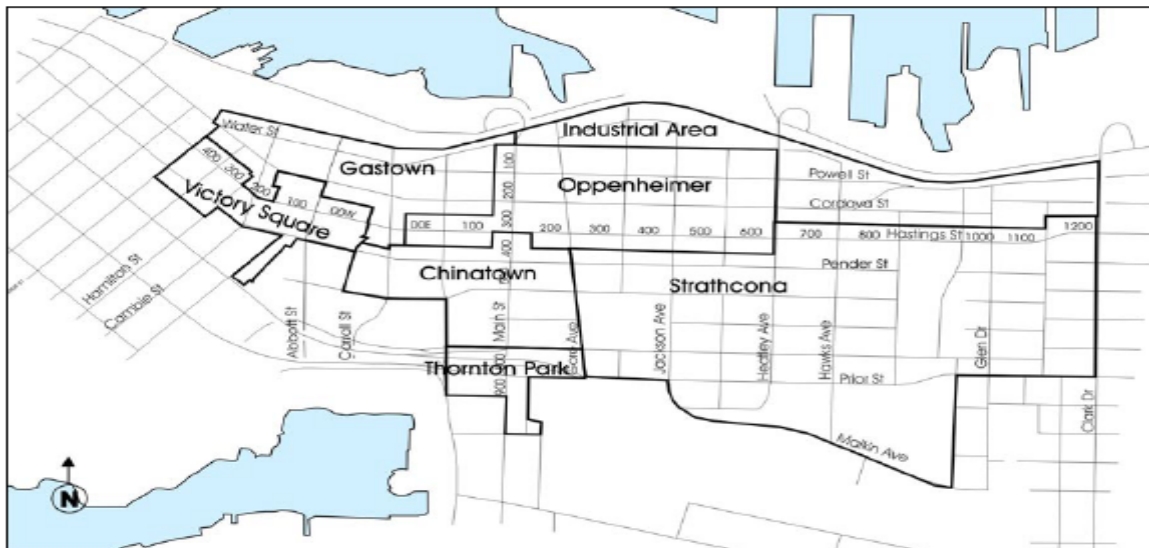 Industrial Area
Water St
Gastown
Powell St
Oppenheimer
Cordova St
400 200 300 100 00W
Victory Square
100
200
300
400
900
00E 100 200 300 400 500 600 700 800 Hastings St 1000 1100 1200
Chinatown
Pender St
Strathcona
Hamilton St
Cambie St
Abbott St
Carrall St
Main St
Gore Ave
Jackson Ave
Heatley Ave
Hawks Ave
Glen Dr
Clark Dr
Thornton Park
Prior St
Malkin Ave
N